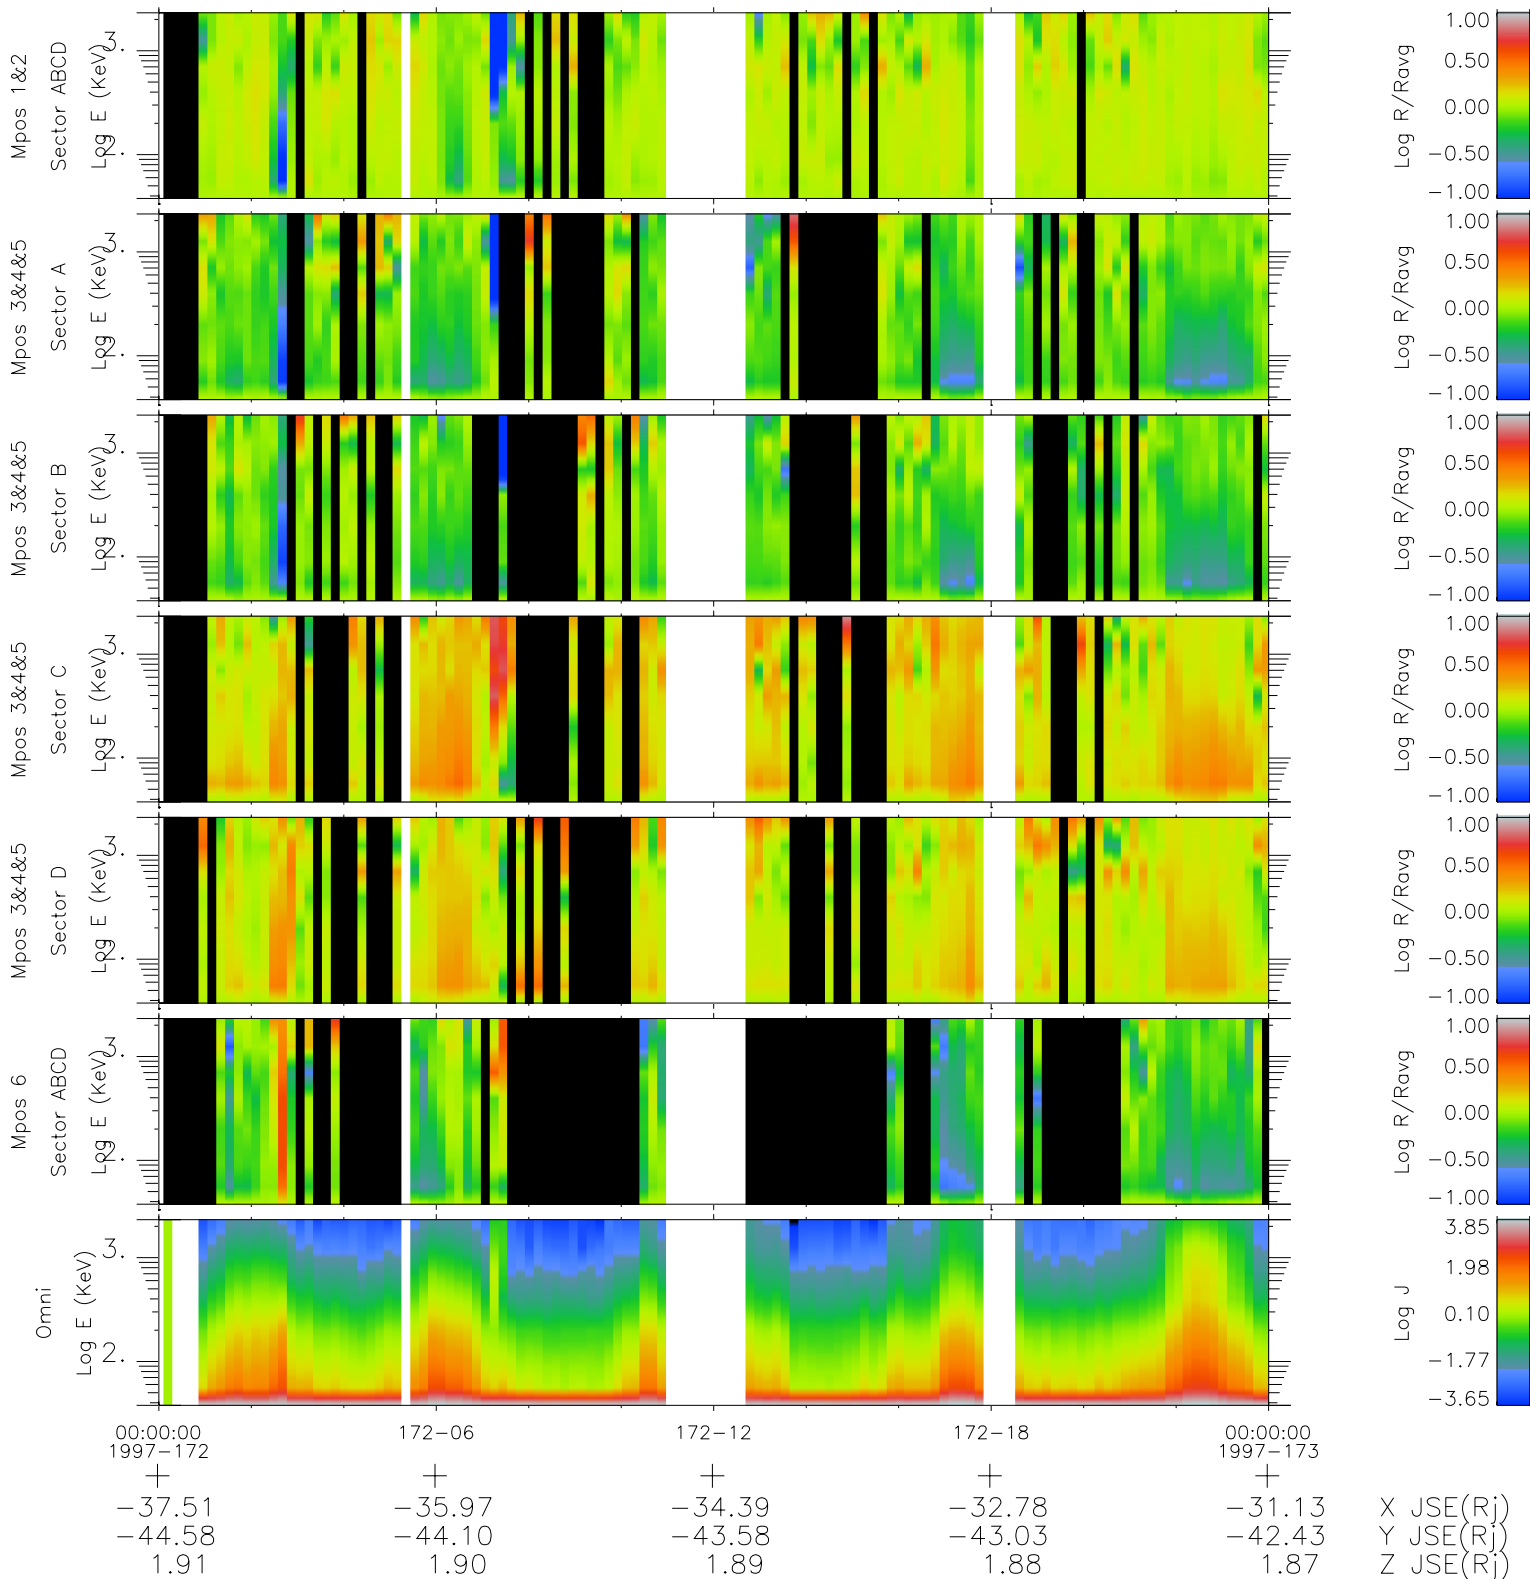 Mpos 1&2
Sector ABCD
Log E (KeV)
3.
2.
1.00
0.50
0.00
-0.50
-1.00
Log R/Ravg
Mpos 3&4&5
Sector A
Log E (KeV)
3.
2.
1.00
0.50
0.00
-0.50
-1.00
Log R/Ravg
Mpos 3&4&5
Sector B
Log E (KeV)
3.
2.
1.00
0.50
0.00
-0.50
-1.00
Log R/Ravg
Mpos 3&4&5
Sector C
Log E (KeV)
3.
2.
1.00
0.50
0.00
-0.50
-1.00
Log R/Ravg
Mpos 3&4&5
Sector D
Log E (KeV)
3.
2.
1.00
0.50
0.00
-0.50
-1.00
Log R/Ravg
Mpos 6
Sector ABCD
Log E (KeV)
3.
2.
1.00
0.50
0.00
-0.50
-1.00
Log R/Ravg
Omni
Log E (KeV)
3.
2.
3.85
1.98
0.10
-1.77
-3.65
Log J
00:00:00 172-06 172-12 172-18 00:00:00
1997-172 1997-173
-37.51 -35.97 -34.39 -32.78 -31.13 X JSE(Rj)
-44.58 -44.10 -43.58 -43.03 -42.43 Y JSE(Rj)
1.91 1.90 1.89 1.88 1.87 Z JSE(Rj)